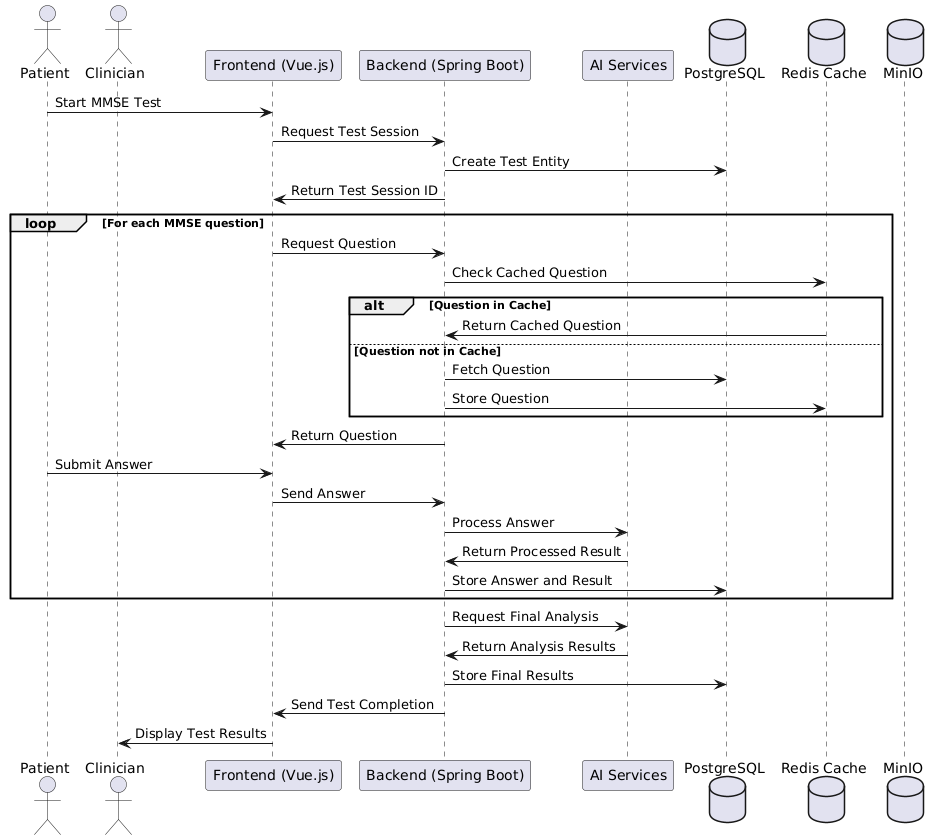 Patient Clinician Frontend (Vue.js) Backend (Spring Boot) AI Services PostgreSQL Redis Cache MinIO
Start MMSE Test
Request Test Session
Create Test Entity
Return Test Session ID
loop [For each MMSE question]
Request Question
Check Cached Question
alt [Question in Cache]
Return Cached Question
[Question not in Cache]
Fetch Question
Store Question
Return Question
Submit Answer
Send Answer
Process Answer
Return Processed Result
Store Answer and Result
Request Final Analysis
Return Analysis Results
Store Final Results
Send Test Completion
Display Test Results
Patient Clinician Frontend (Vue.js) Backend (Spring Boot) AI Services PostgreSQL Redis Cache MinIO